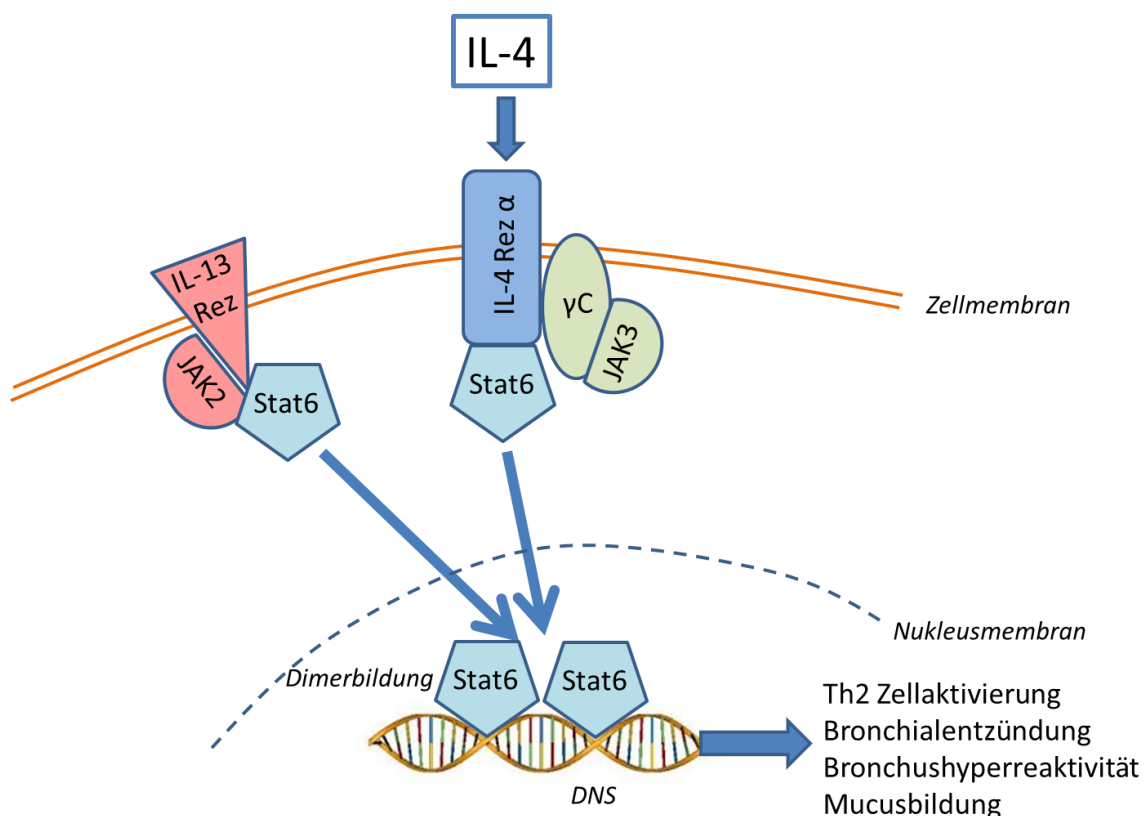 IL-4
IL-4 Rez α
IL-13
Rez
JAK2
Stat6
γC
JAK3
Stat6
Zellmembran
Nukleusmembran
Dimerbildung
Stat6
Stat6
DNS
Th2 Zellaktivierung
Bronchialentzündung
Bronchushyperreaktivität
Mucusbildung